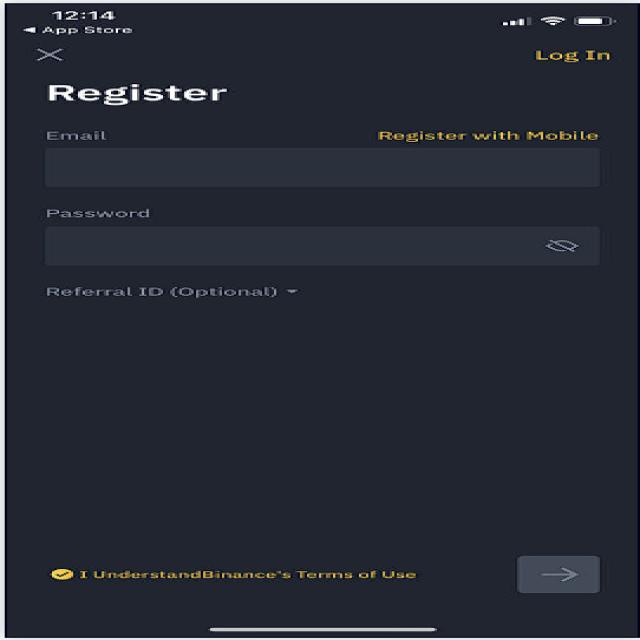 12:14
App Store
Log In
Register
Email
Register with Mobile
Password
Referral ID (Optional)
I UnderstandBinance's Terms of Use